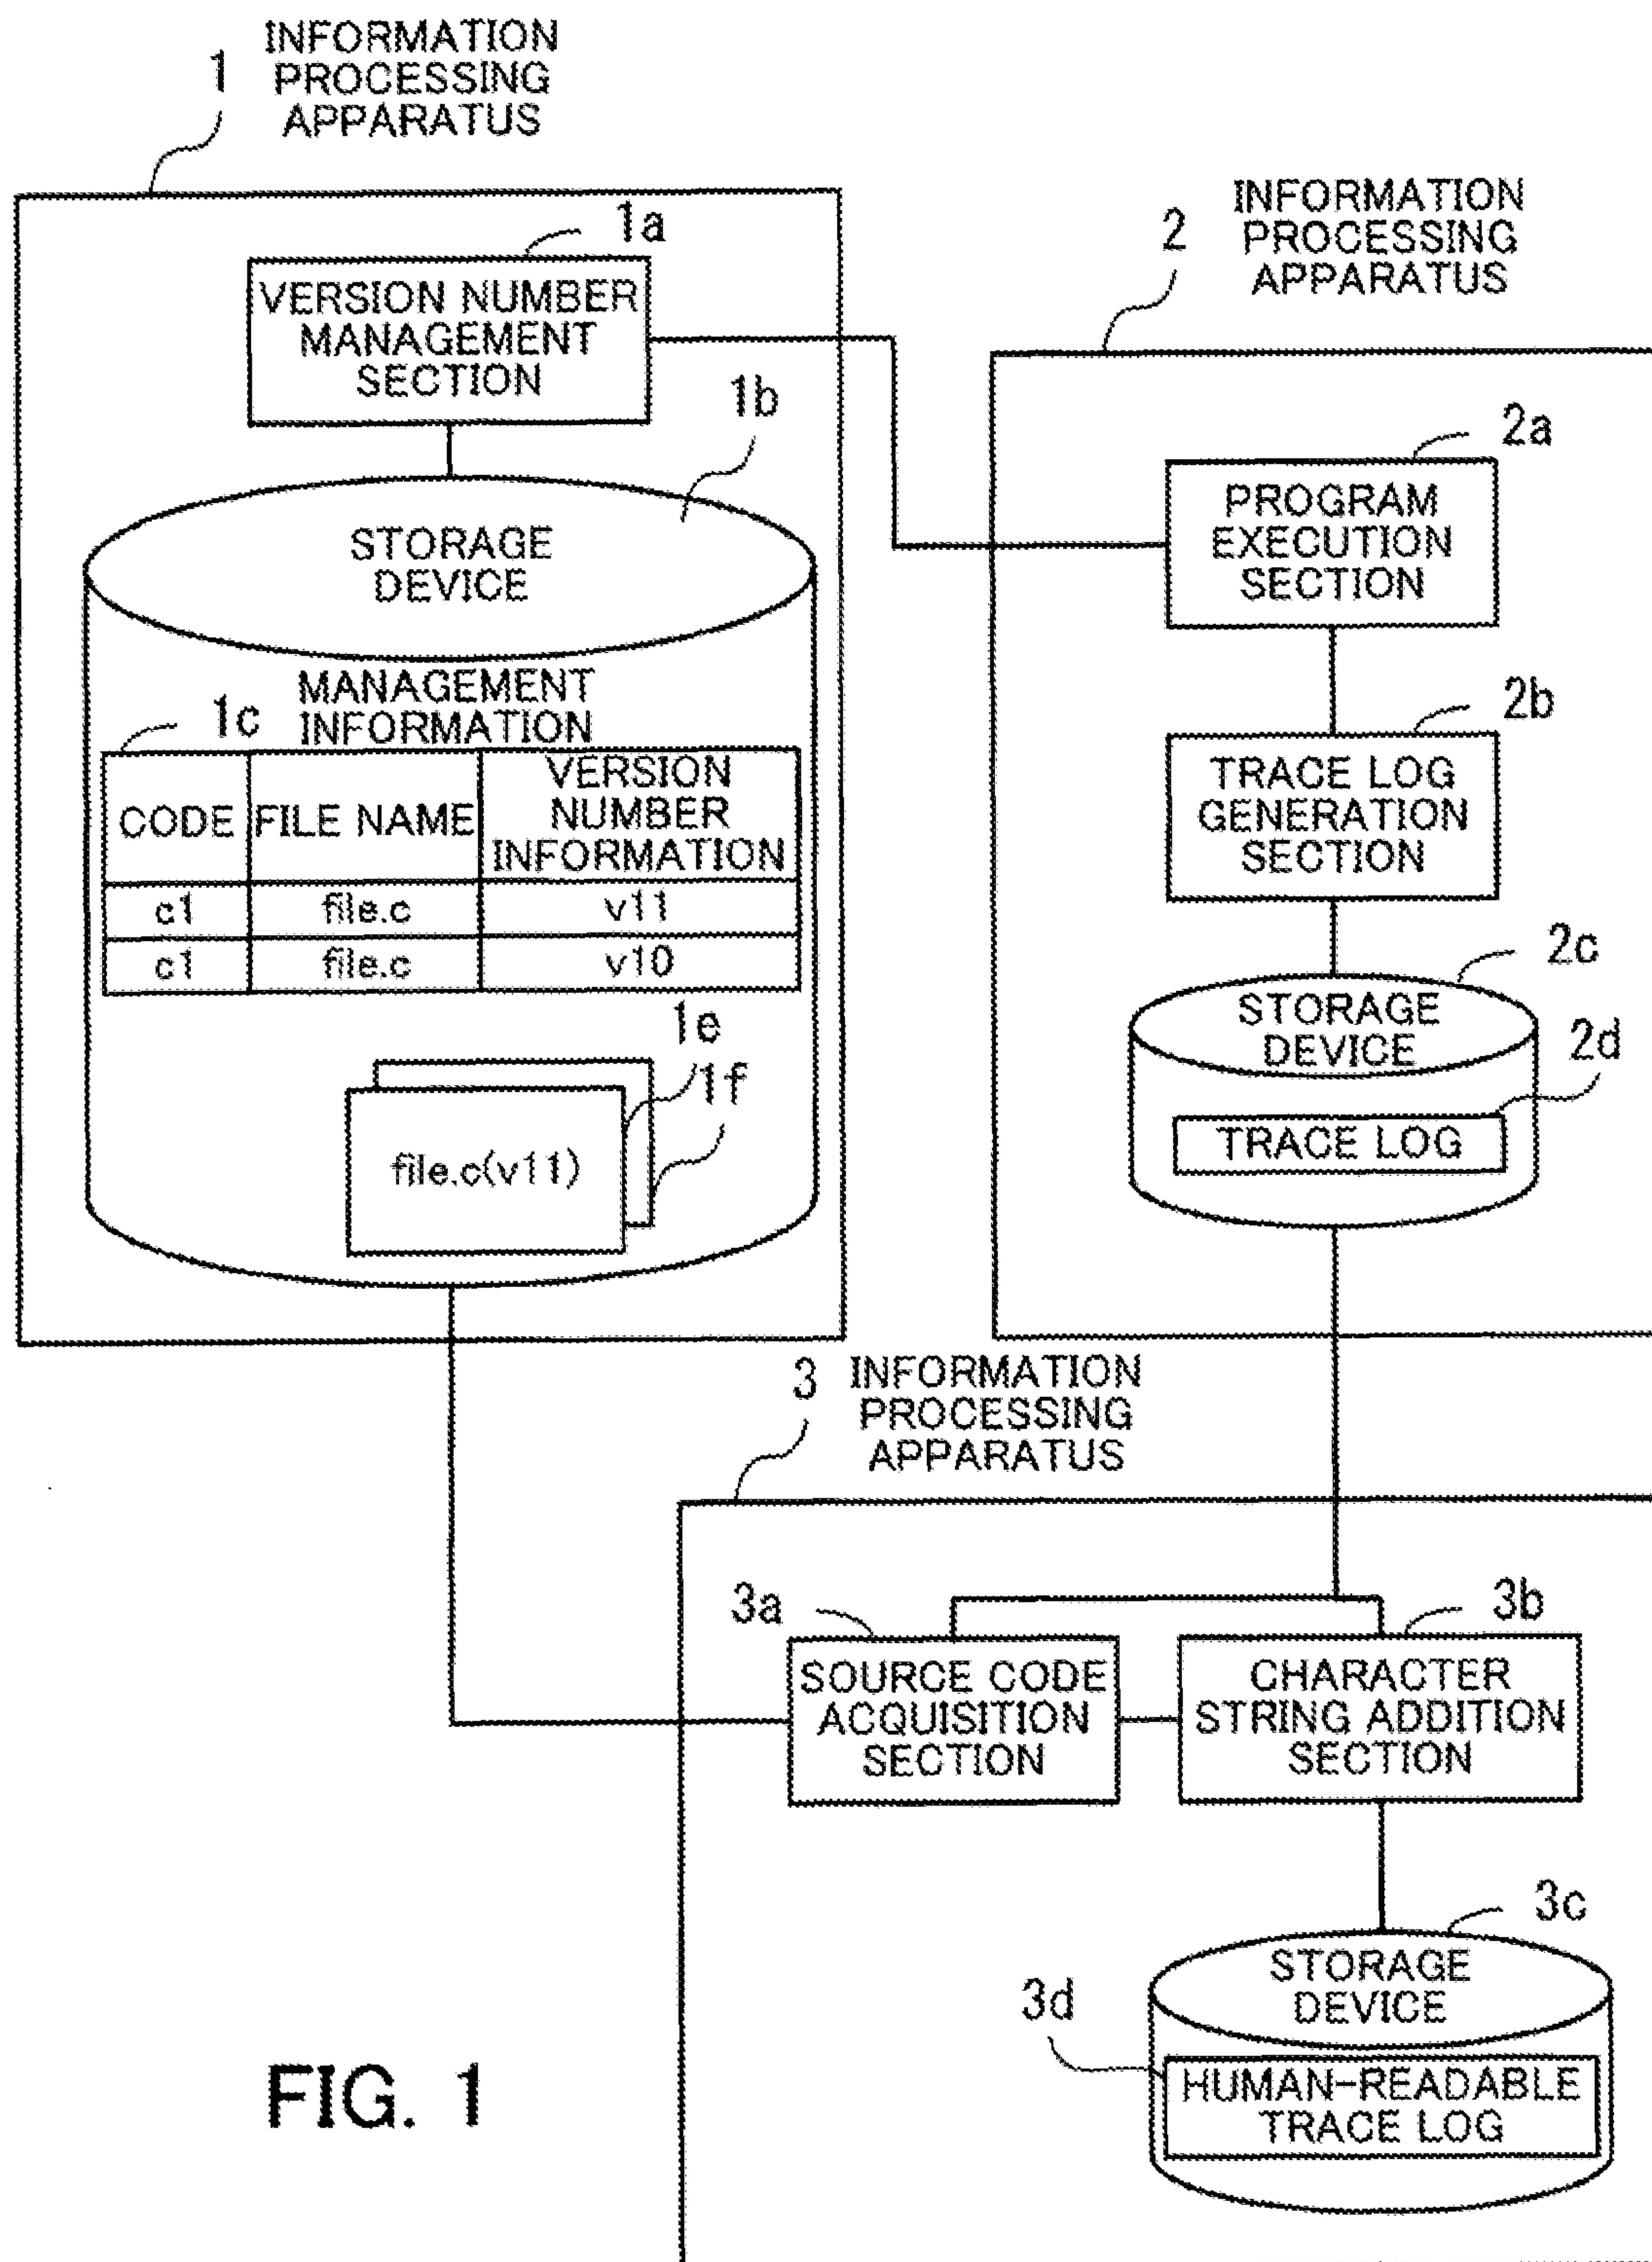 1
INFORMATION
PROCESSING
APPARATUS
1a
VERSION NUMBER
MANAGEMENT
SECTION
1b
STORAGE
DEVICE
MANAGEMENT
INFORMATION
1c
CODE
FILE NAME
VERSION
NUMBER
INFORMATION
c1 file.c v11
c1 file.c v10
1e
1f
file.c(v11)
2
INFORMATION
PROCESSING
APPARATUS
2a
PROGRAM
EXECUTION
SECTION
2b
TRACE LOG
GENERATION
SECTION
2c
STORAGE
DEVICE
2d
TRACE LOG
3
INFORMATION
PROCESSING
APPARATUS
3a
SOURCE CODE
ACQUISITION
SECTION
3b
CHARACTER
STRING ADDITION
SECTION
3c
STORAGE
DEVICE
3d
HUMAN-READABLE
TRACE LOG
FIG. 1